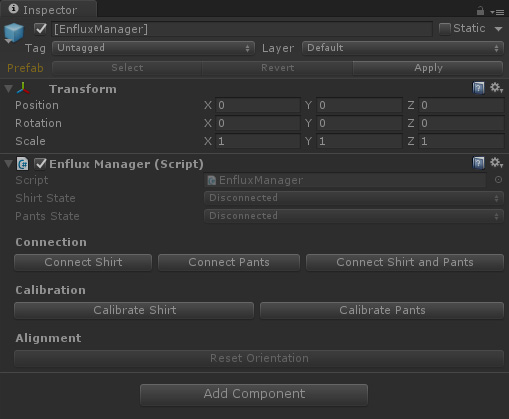 Inspector
[EnfluxManager] Static
Tag Untagged Layer Default
Prefab Select Revert Apply
Transform
Position X 0 Y 0 Z 0
Rotation X 0 Y 0 Z 0
Scale X 1 Y 1 Z 1
Enflux Manager (Script)
Script EnfluxManager
Shirt State Disconnected
Pants State Disconnected
Connection
Connect Shirt Connect Pants Connect Shirt and Pants
Calibration
Calibrate Shirt Calibrate Pants
Alignment
Reset Orientation
Add Component